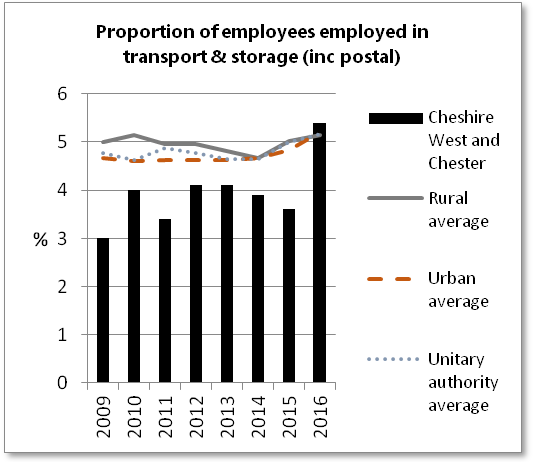 Proportion of employees employed in
transport & storage (inc postal)
6
5
4
3
2
1
0
%
2009
2010
2011
2012
2013
2014
2015
2016
Cheshire
West and
Chester
Rural
average
Urban
average
Unitary
authority
average